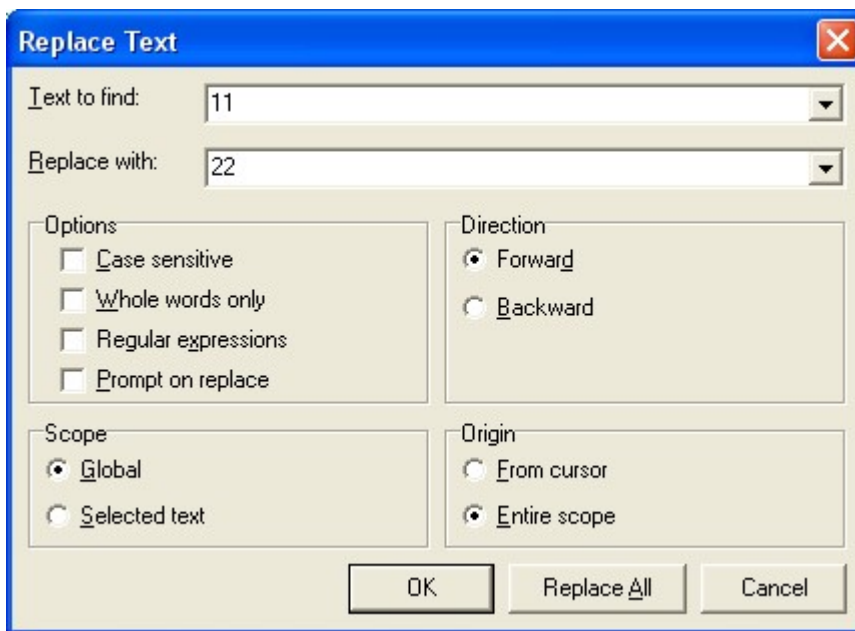 Replace Text
Text to find: 11
Replace with: 22
Options
Case sensitive
Whole words only
Regular expressions
Prompt on replace
Direction
Forward
Backward
Scope
Global
Selected text
Origin
From cursor
Entire scope
OK Replace All Cancel